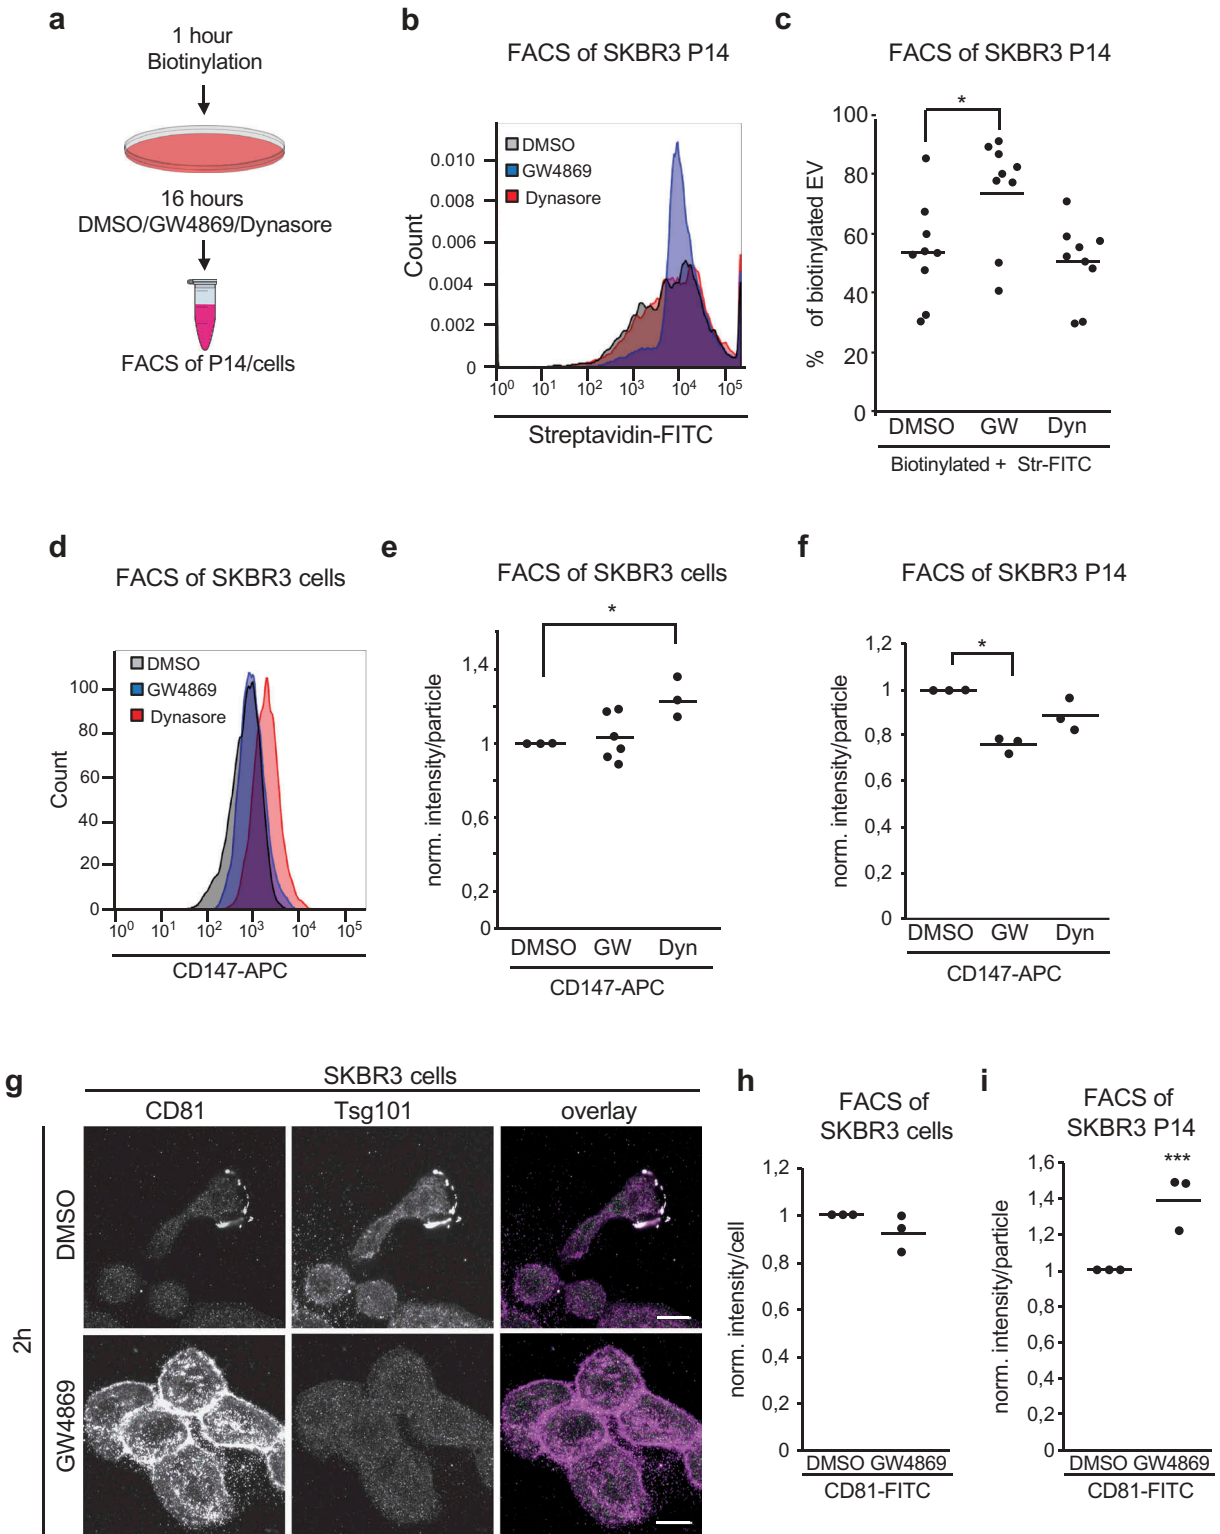 a
1 hour
Biotinylation
16 hours
DMSO/GW4869/Dynasore
FACS of P14/cells
b
FACS of SKBR3 P14
DMSO
GW4869
Dynasore
Count
0.010
0.008
0.006
0.004
0.002
0
10⁰ 10¹ 10² 10³ 10⁴ 10⁵
Streptavidin-FITC
c
FACS of SKBR3 P14
*
% of biotinylated EV
100
80
60
40
20
0
DMSO GW Dyn
Biotinylated + Str-FITC
d
FACS of SKBR3 cells
DMSO
GW4869
Dynasore
Count
100
80
60
40
20
0
10⁰ 10¹ 10² 10³ 10⁴ 10⁵
CD147-APC
e
FACS of SKBR3 cells
*
norm. intensity/particle
1,4
1
0,6
0,2
0
DMSO GW Dyn
CD147-APC
f
FACS of SKBR3 P14
*
norm. intensity/particle
1,2
1
0,8
0,6
0,4
0,2
0
DMSO GW Dyn
CD147-APC
g
SKBR3 cells
CD81 Tsg101 overlay
2h
DMSO
GW4869
h
FACS of
SKBR3 cells
norm. intensity/cell
1,2
1
0,8
0,6
0,4
0,2
0
DMSO GW4869
CD81-FITC
i
FACS of
SKBR3 P14
***
norm. intensity/particle
1,6
1,4
1,2
1
0,8
0,6
0,4
0,2
0
DMSO GW4869
CD81-FITC